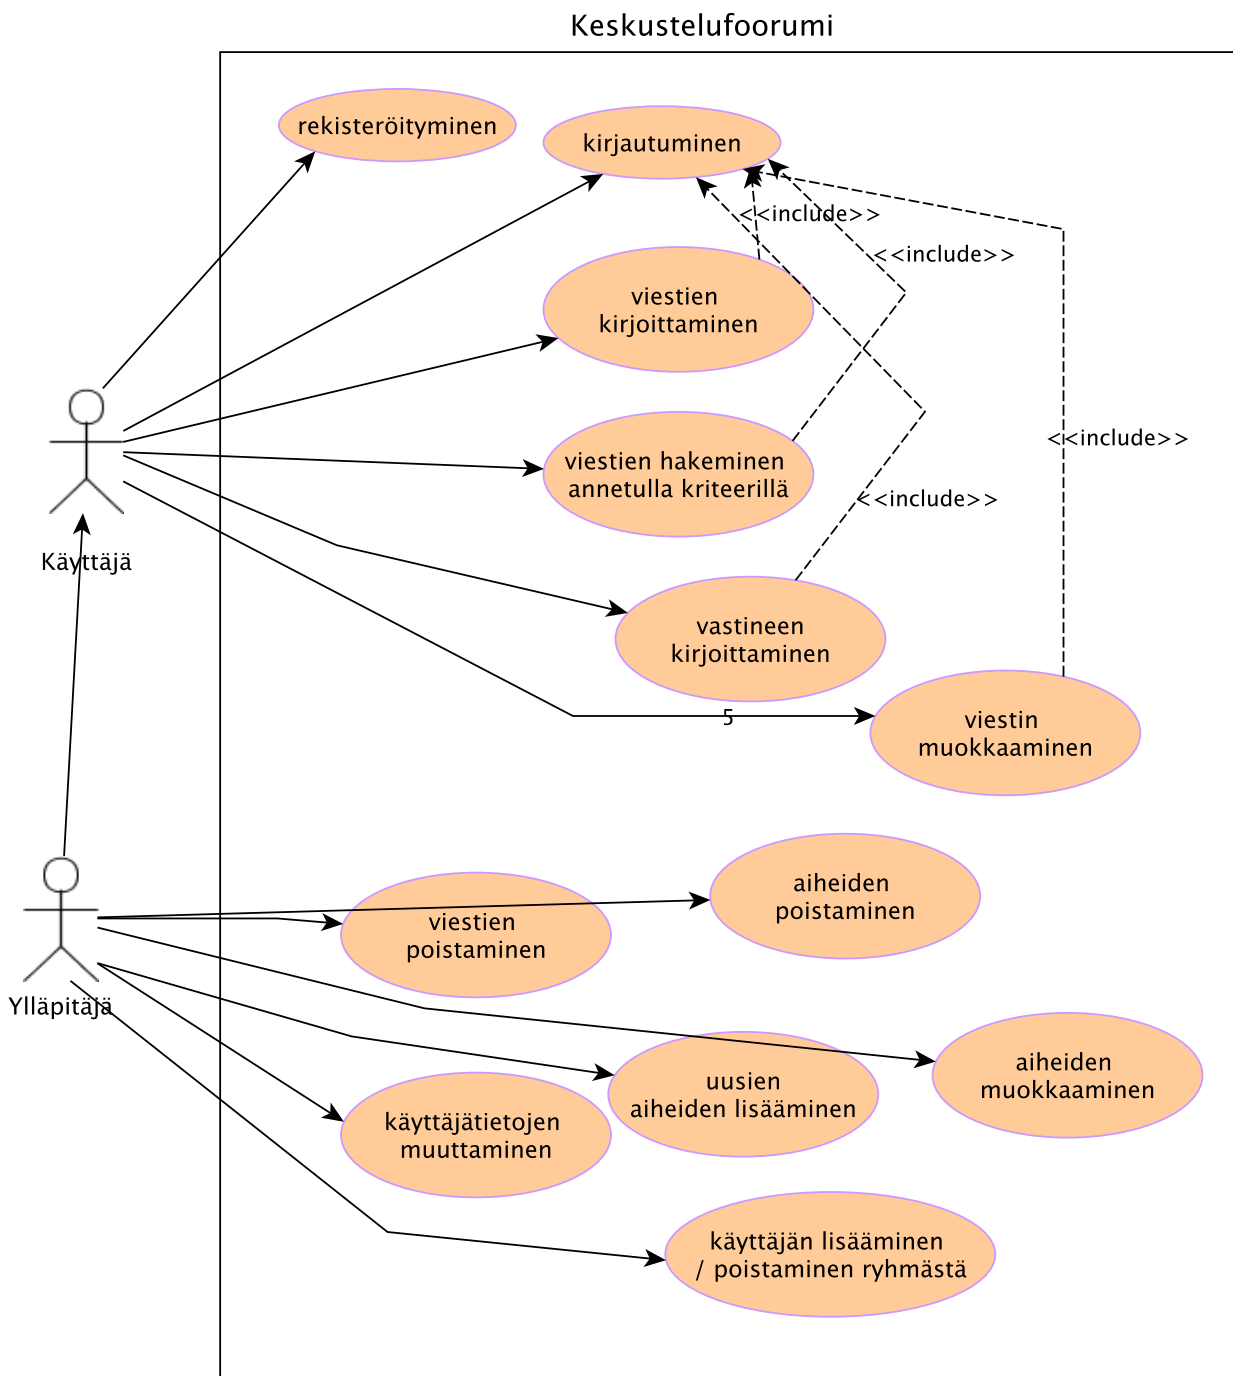 Keskustelufoorumi
rekisteröityminen
kirjautuminen
<<include>>
<<include>>
viestien
kirjoittaminen
<<include>>
viestien hakeminen
annetulla kriteerillä
<<include>>
Käyttäjä
vastineen
kirjoittaminen
5
viestin
muokkaaminen
aiheiden
poistaminen
viestien
poistaminen
Ylläpitäjä
aiheiden
muokkaaminen
uusien
aiheiden lisääminen
käyttäjätietojen
muuttaminen
käyttäjän lisääminen
/ poistaminen ryhmästä